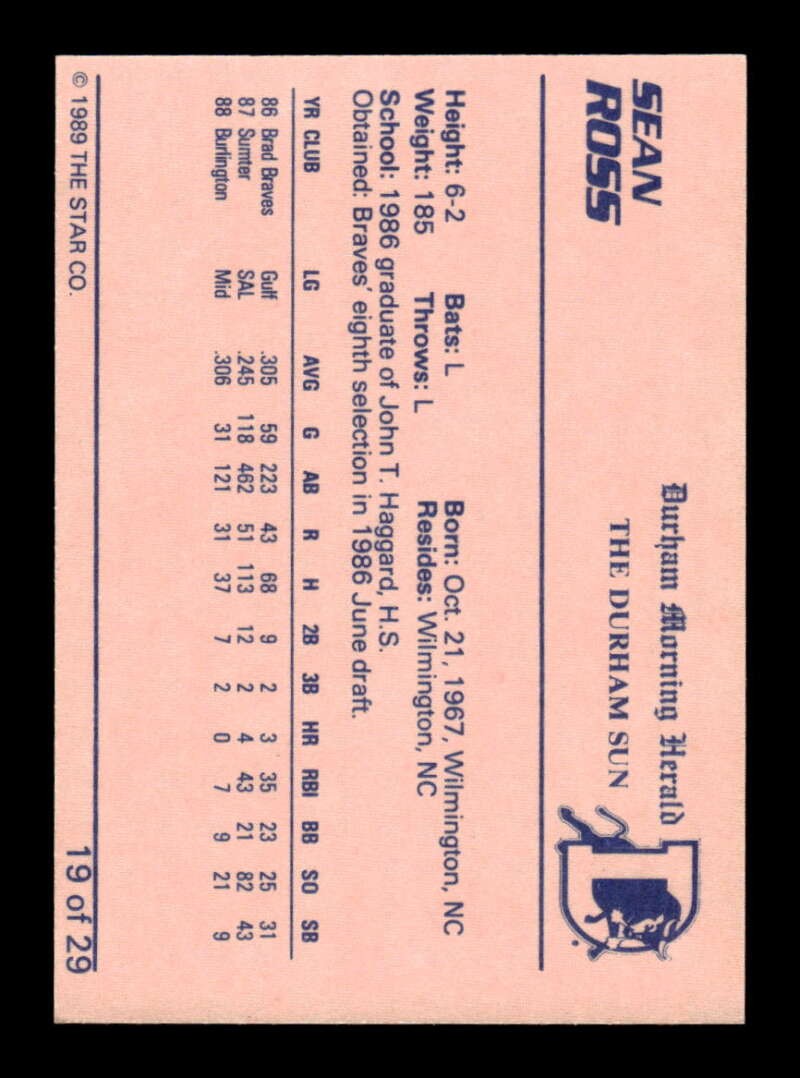 SEAN
ROSS
Durham Morning Herald
THE DURHAM SUN
Height: 6-2 Bats: L Born: Oct. 21, 1967, Wilmington, NC
Weight: 185 Throws: L Resides: Wilmington, NC
School: 1986 graduate of John T. Haggard, H.S.
Obtained: Braves' eighth selection in 1986 June draft.
YR CLUB LG AVG G AB R H 2B 3B HR RBI BB SO SB
86 Brad Braves Gulf .305 59 223 43 68 9 2 3 35 23 25 31
87 Sumter SAL .245 118 462 51 113 12 2 4 43 21 82 43
88 Burlington Mid .306 31 121 31 37 7 2 0 7 9 21 9
© 1989 THE STAR CO. 19 of 29